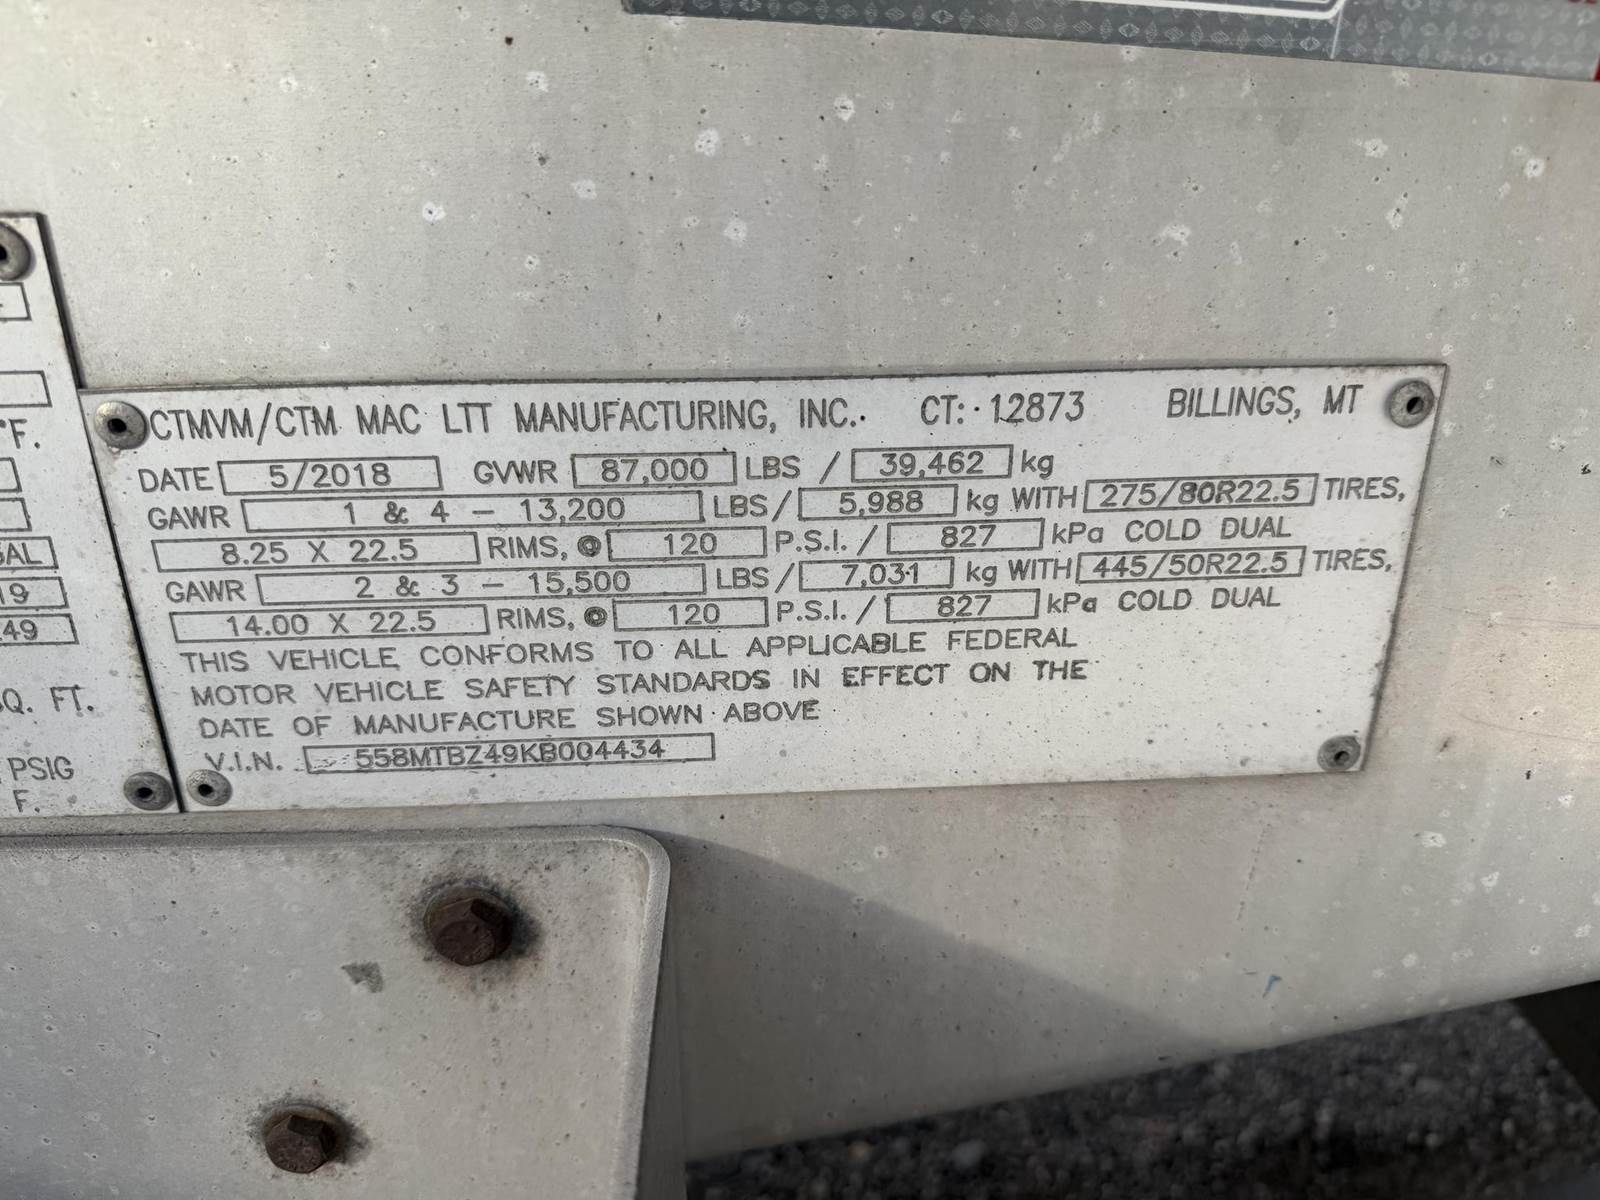 CTMVM/CTM MAC LTT MANUFACTURING, INC. CT: 12873 BILLINGS, MT
DATE 5/2018 GVWR 87,000 LBS / 39,462 kg
GAWR 1 & 4 - 13,200 LBS/ 5,988 kg WITH 275/80R22.5 TIRES,
8.25 X 22.5 RIMS, @ 120 P.S.I. / 827 kPa COLD DUAL
GAWR 2 & 3 - 15,500 LBS/ 7,031 kg WITH 445/50R22.5 TIRES,
14.00 X 22.5 RIMS, @ 120 P.S.I. / 827 kPa COLD DUAL
THIS VEHICLE CONFORMS TO ALL APPLICABLE FEDERAL
MOTOR VEHICLE SAFETY STANDARDS IN EFFECT ON THE
DATE OF MANUFACTURE SHOWN ABOVE
V.I.N. 558MTBZ49KB004434
°F.
GAL
19
49
SQ. FT.
PSIG
F.